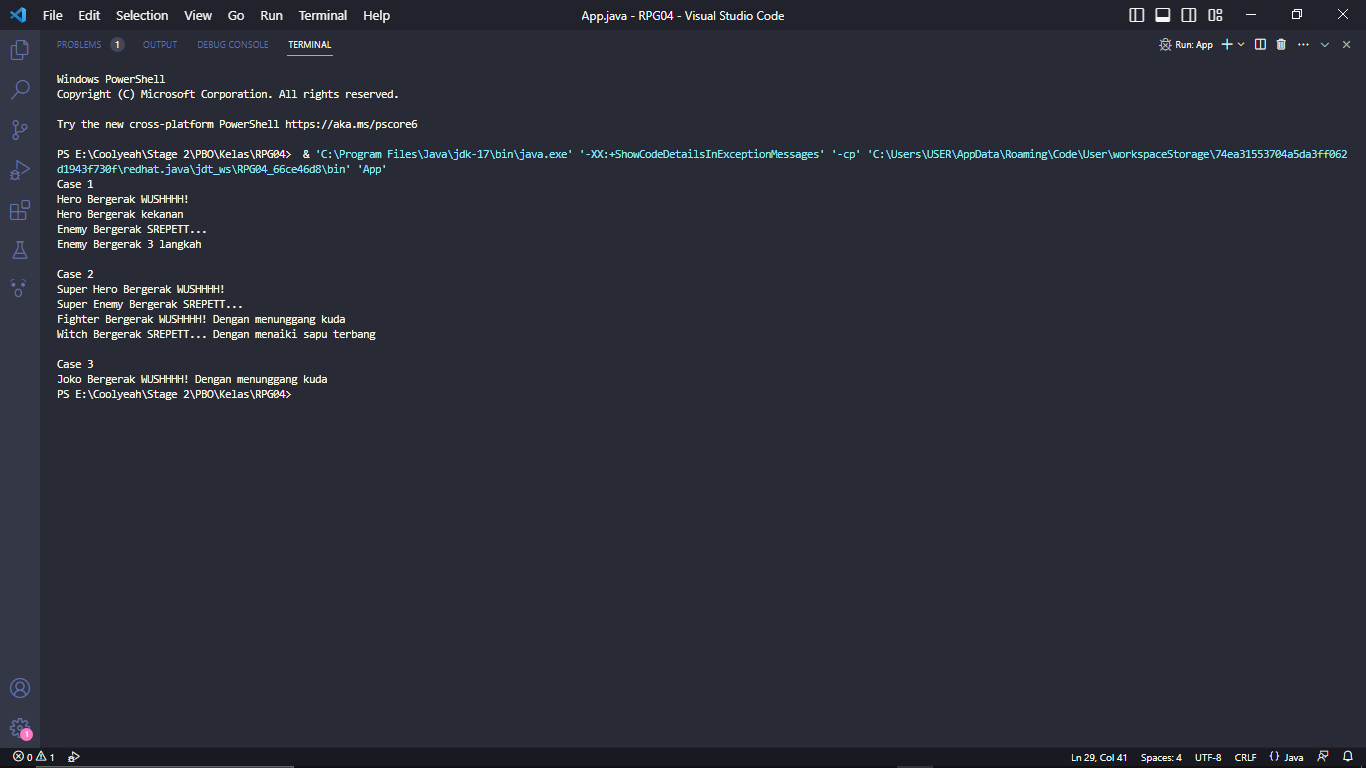 File Edit Selection View Go Run Terminal Help App.java - RPG04 - Visual Studio Code
PROBLEMS 1 OUTPUT DEBUG CONSOLE TERMINAL Run: App
Windows PowerShell
Copyright (C) Microsoft Corporation. All rights reserved.
Try the new cross-platform PowerShell https://aka.ms/pscore6
PS E:\Coolyeah\Stage 2\PBO\Kelas\RPG04>  & 'C:\Program Files\Java\jdk-17\bin\java.exe' '-XX:+ShowCodeDetailsInExceptionMessages' '-cp' 'C:\Users\USER\AppData\Roaming\Code\User\workspaceStorage\74ea31553704a5da3ff062
d1943f730f\redhat.java\jdt_ws\RPG04_66ce46d8\bin' 'App'
Case 1
Hero Bergerak WUSHHHH!
Hero Bergerak kekanan
Enemy Bergerak SREPETT...
Enemy Bergerak 3 langkah
Case 2
Super Hero Bergerak WUSHHHH!
Super Enemy Bergerak SREPETT...
Fighter Bergerak WUSHHHH! Dengan menunggang kuda
Witch Bergerak SREPETT... Dengan menaiki sapu terbang
Case 3
Joko Bergerak WUSHHHH! Dengan menunggang kuda
PS E:\Coolyeah\Stage 2\PBO\Kelas\RPG04>
1
0 1 Ln 29, Col 41 Spaces: 4 UTF-8 CRLF {} Java